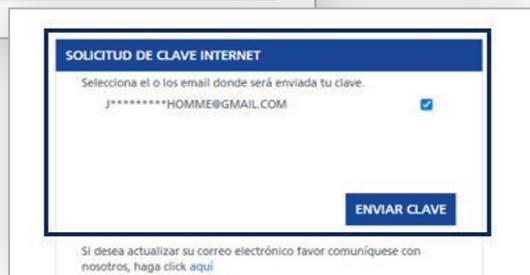 SOLICITUD DE CLAVE INTERNET
Selecciona el o los email donde será enviada tu clave.
J*********HOMME@GMAIL.COM
ENVIAR CLAVE
Si desea actualizar su correo electrónico favor comuníquese con
nosotros, haga click aquí